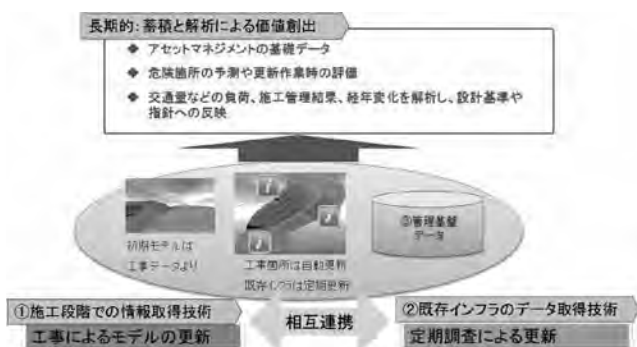 長期的：蓄積と解析による価値創出
◆ アセットマネジメントの基礎データ
◆ 危険箇所の予測や更新作業時の評価
◆ 交通量などの負荷、施工管理結果、経年変化を解析し、設計基準や
指針への反映
初期モデルは
工事データより
工事箇所は自動更新
既存インフラは定期更新
③管理基盤
データ
①施工段階での情報取得技術
工事によるモデルの更新
相互連携
②既存インフラのデータ取得技術
定期調査による更新